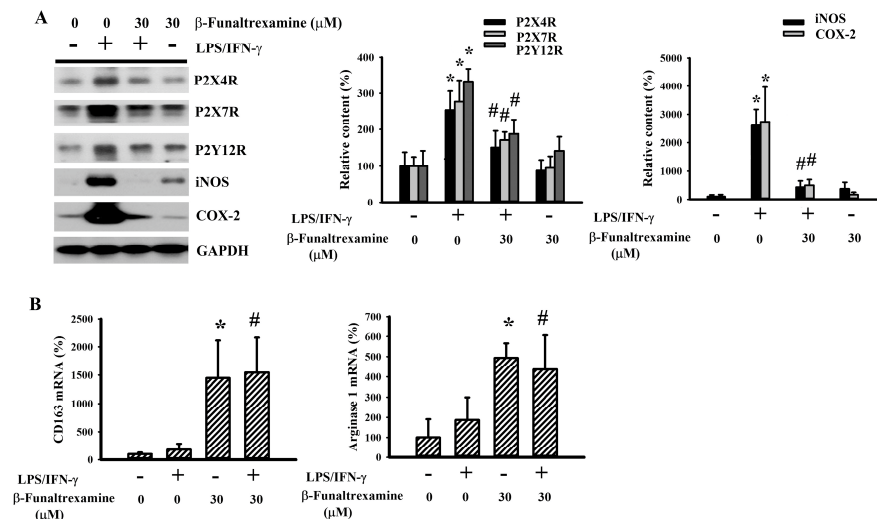 A
0 0 30 30 β-Funaltrexamine (μM)
- + + - LPS/IFN-γ
P2X4R
P2X7R
P2Y12R
iNOS
COX-2
GAPDH
P2X4R
P2X7R
P2Y12R
Relative content (%)
400
300
200
100
0
* * *
# # #
LPS/IFN-γ - + + -
β-Funaltrexamine 0 0 30 30
(μM)
iNOS
COX-2
Relative content (%)
5000
4000
3000
2000
1000
0
* *
# #
LPS/IFN-γ - + + -
β-Funaltrexamine 0 0 30 30
(μM)
B
CD163 mRNA (%)
2500
2000
1500
1000
500
0
* #
LPS/IFN-γ - + - +
β-Funaltrexamine 0 0 30 30
(μM)
Arginase 1 mRNA (%)
900
800
700
600
500
400
300
200
100
0
* #
LPS/IFN-γ - + - +
β-Funaltrexamine 0 0 30 30
(μM)